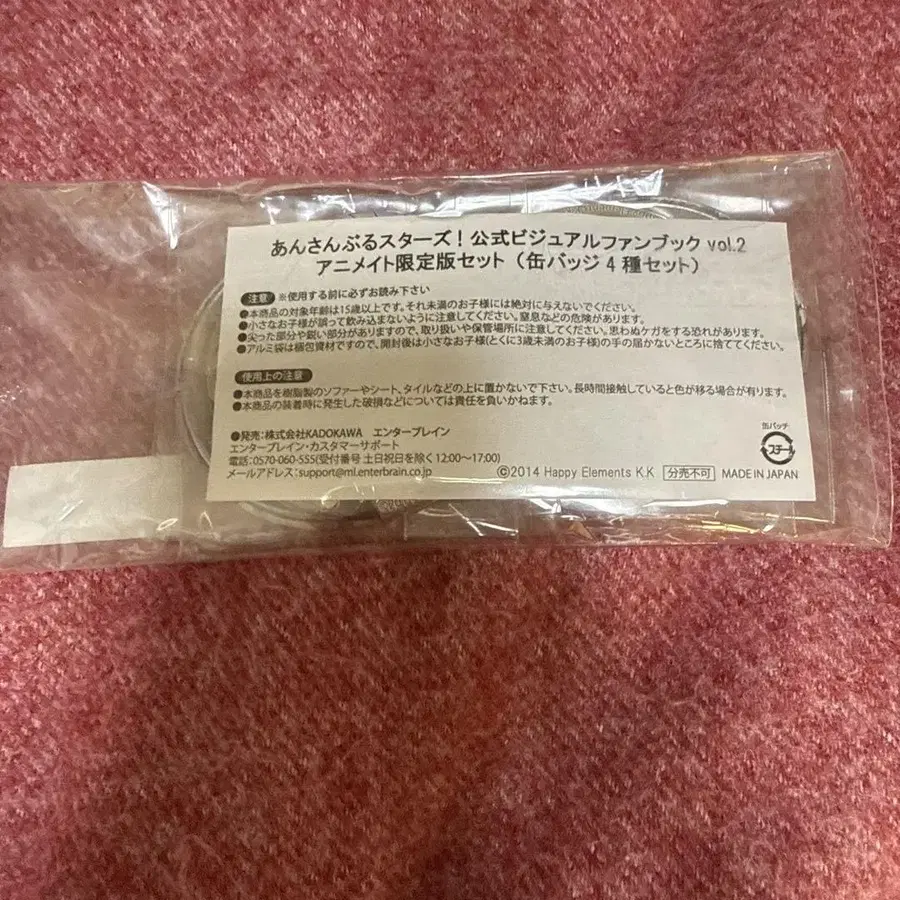 あんさんぶるスターズ！公式ビジュアルファンブック vol.2
アニメイト限定版セット（缶バッジ４種セット）
注意 ※使用する前に必ずお読み下さい
●本商品の対象年齢は15歳以上です。それ未満のお子様には絶対に与えないでください。
●小さなお子様が誤って飲み込まないように注意してください。窒息などの危険があります。
●尖った部分や鋭い部分がありますので、取り扱いや保管場所に注意してください。思わぬケガをする恐れがあります。
●アルミ袋は梱包資材ですので、開封後は小さなお子様(とくに3歳未満のお子様)の手の届かないところに捨ててください。
使用上の注意
●本商品を樹脂製のソファーやシート、タイルなどの上に置かないで下さい。長時間接触していると色が移る場合が有ります。
●本商品の装着時に発生した破損などについては責任を負いかねます。
●発売：株式会社KADOKAWA エンターブレイン
エンターブレイン・カスタマーサポート
電話：0570-060-555(受付番号 土日祝日を除く12:00～17:00)
メールアドレス：support@ml.enterbrain.co.jp
©2014 Happy Elements K.K 分売不可 MADE IN JAPAN
缶バッチ
スチール